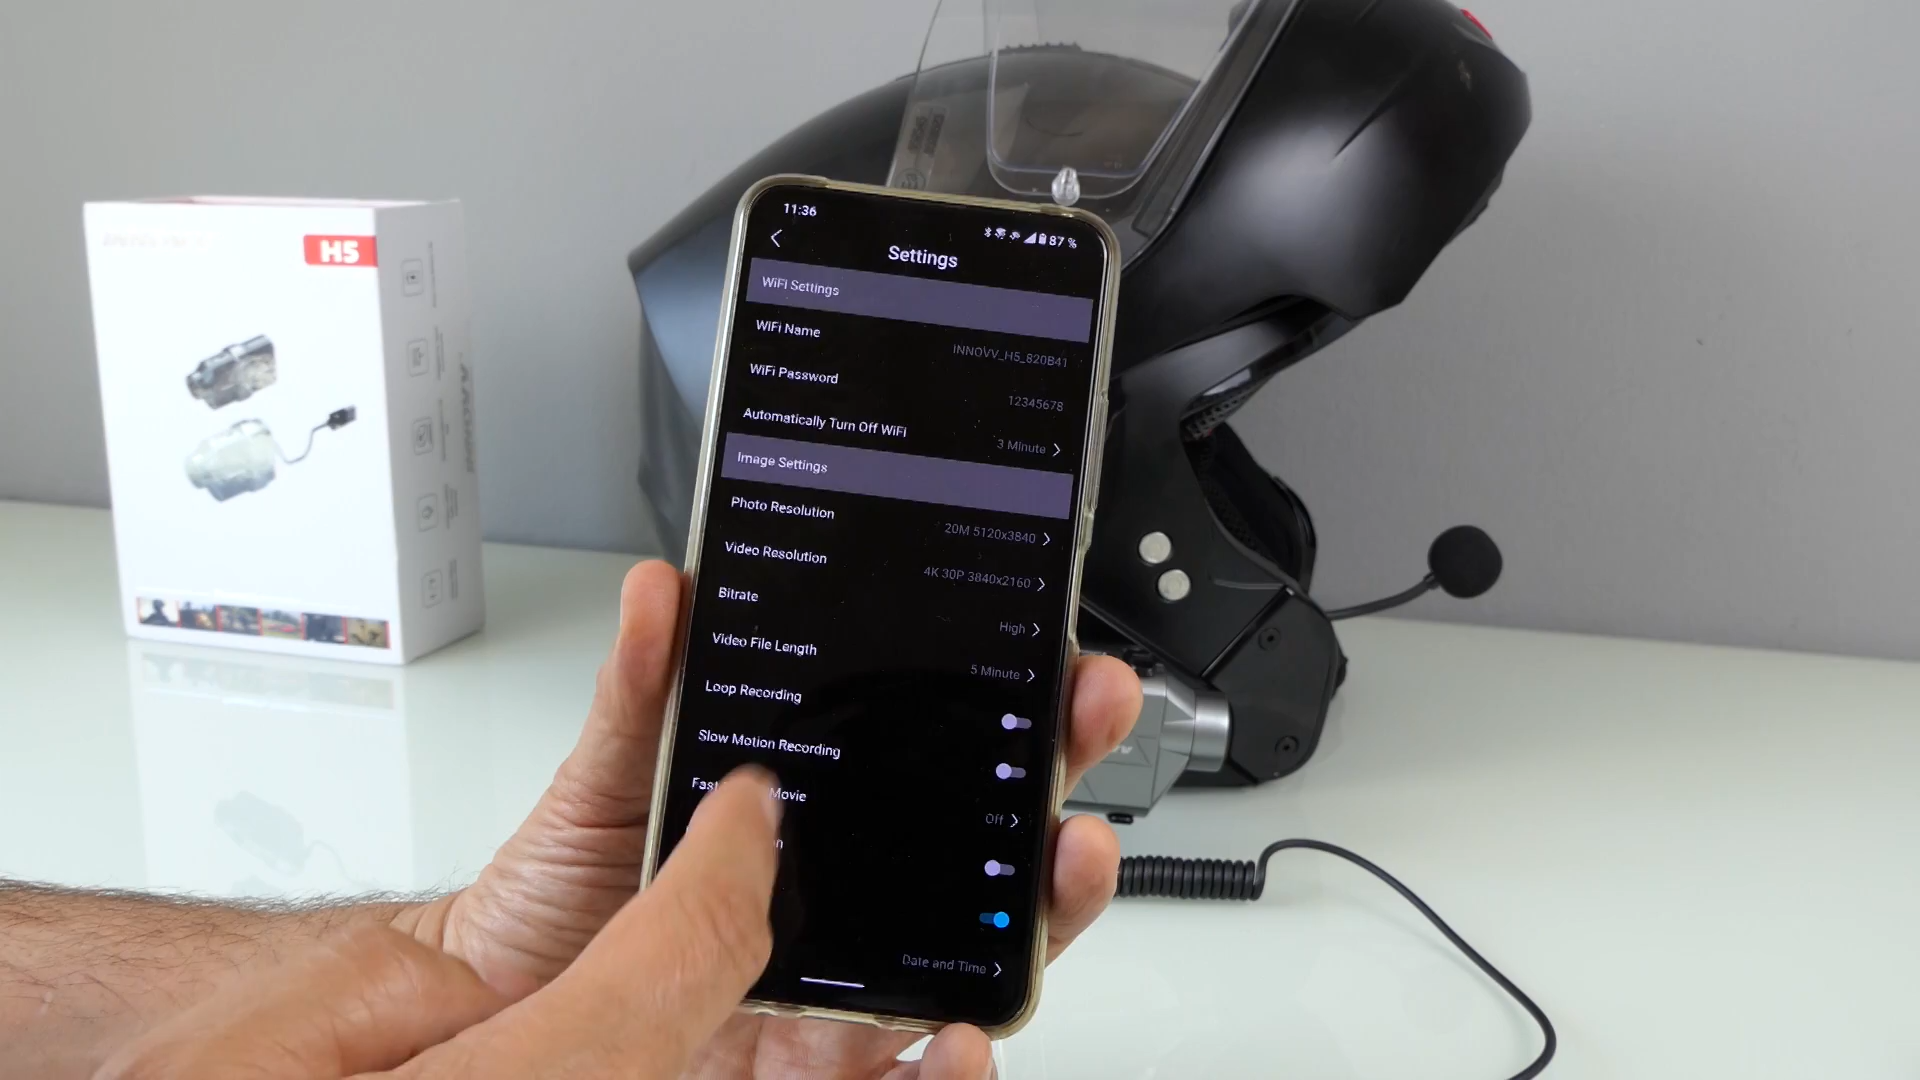 H5
11:36
87 %
Settings
WiFi Settings
WiFi Name
INNOVV_H5_820B41
WiFi Password
12345678
Automatically Turn Off WiFi
3 Minute
Image Settings
Photo Resolution
20M 5120x3840
Video Resolution
4K 30P 3840x2160
Bitrate
High
Video File Length
5 Minute
Loop Recording
Slow Motion Recording
Fast Movie
Off
Date and Time